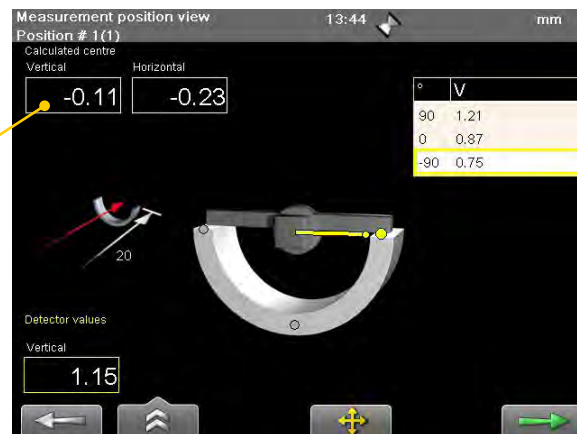 Measurement position view 13:44 mm
Position # 1(1)
Calculated centre
Vertical Horizontal
-0.11 -0.23
° V
90 1.21
0 0.87
-90 0.75
20
Detector values
Vertical
1.15